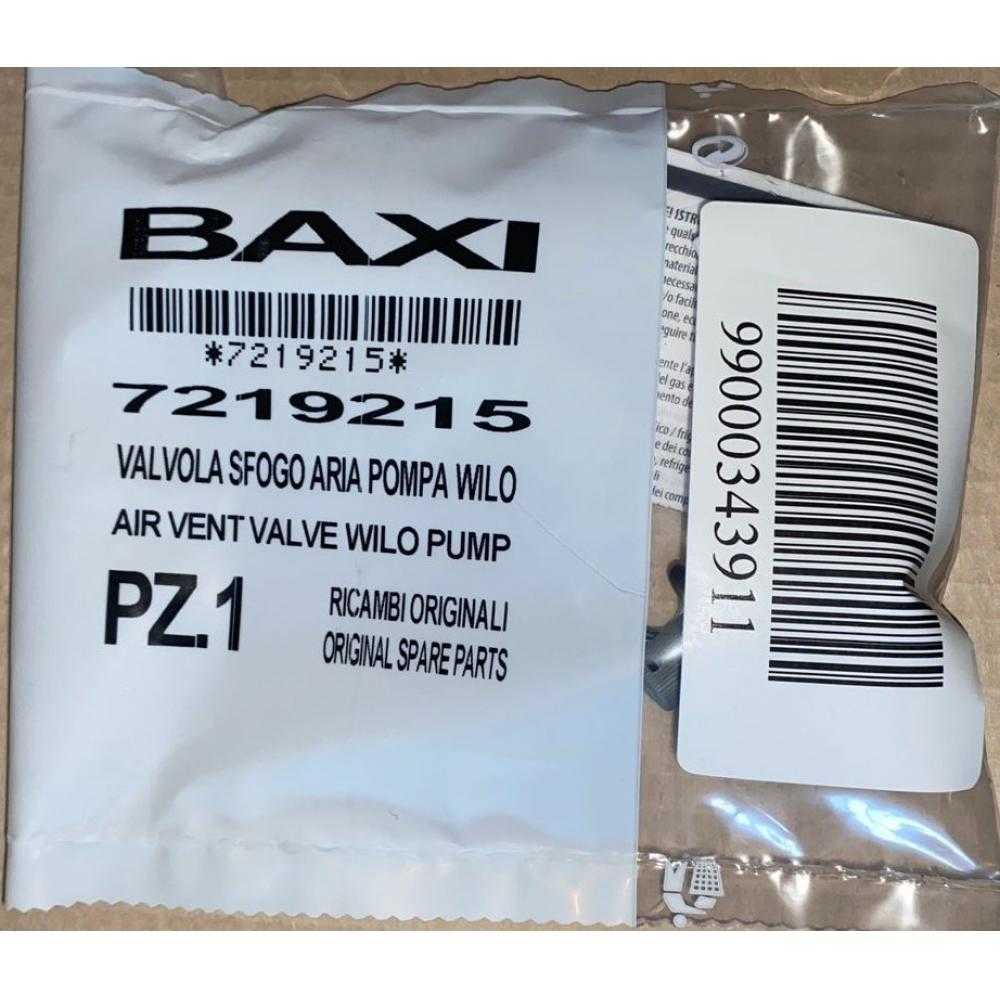 BAXI
*7219215*
7219215
VALVOLA SFOGO ARIA POMPA WILO
AIR VENT VALVE WILO PUMP
PZ.1
RICAMBI ORIGINALI
ORIGINAL SPARE PARTS
99000343911